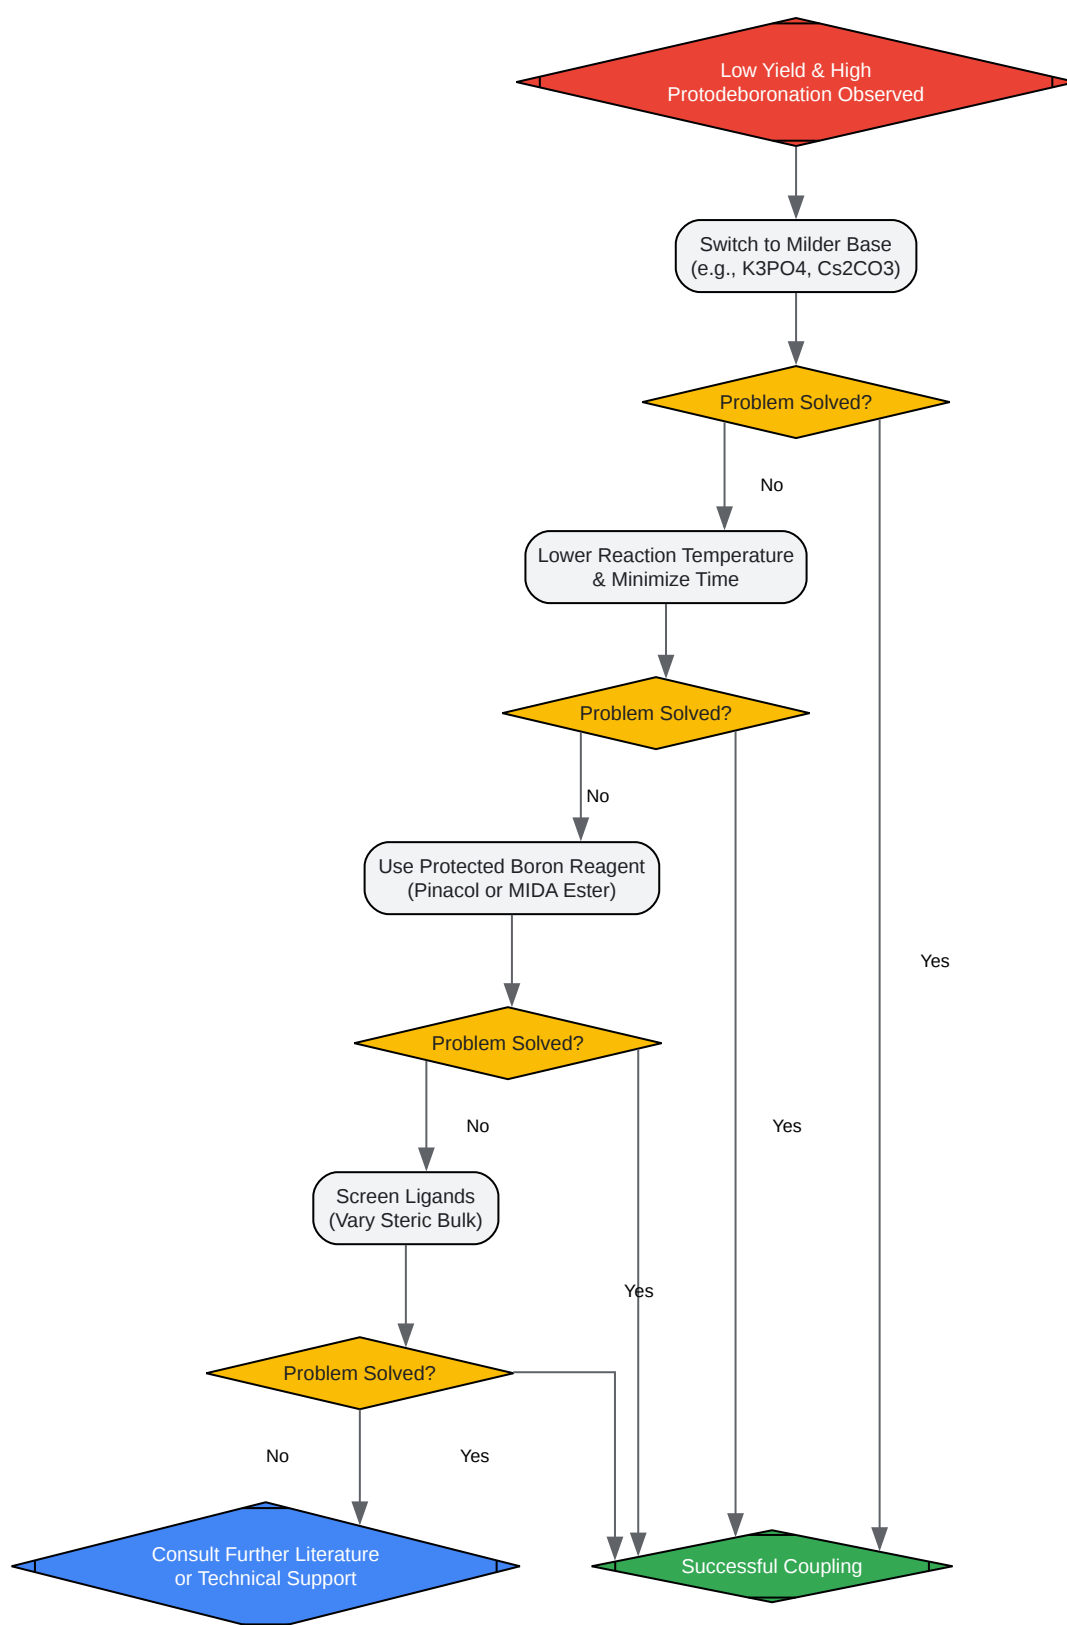 Low Yield & High
Protodeboronation Observed
Switch to Milder Base
(e.g., K3PO4, Cs2CO3)
Problem Solved?
No
Lower Reaction Temperature
& Minimize Time
Problem Solved?
No
Use Protected Boron Reagent
(Pinacol or MIDA Ester)
Yes
Problem Solved?
No
Yes
Screen Ligands
(Vary Steric Bulk)
Yes
Problem Solved?
No
Yes
Consult Further Literature
or Technical Support
Successful Coupling